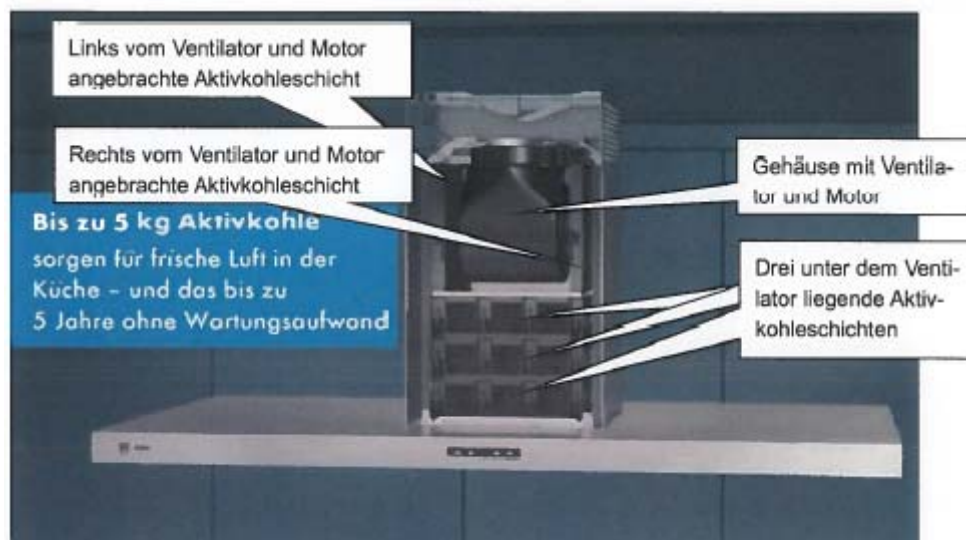 Links vom Ventilator und Motor
angebrachte Aktivkohleschicht
Rechts vom Ventilator und Motor
angebrachte Aktivkohleschicht
Bis zu 5 kg Aktivkohle
sorgen für frische Luft in der
Küche – und das bis zu
5 Jahre ohne Wartungsaufwand
Gehäuse mit Ventila-
tor und Motor
Drei unter dem Venti-
lator liegende Aktiv-
kohleschichten